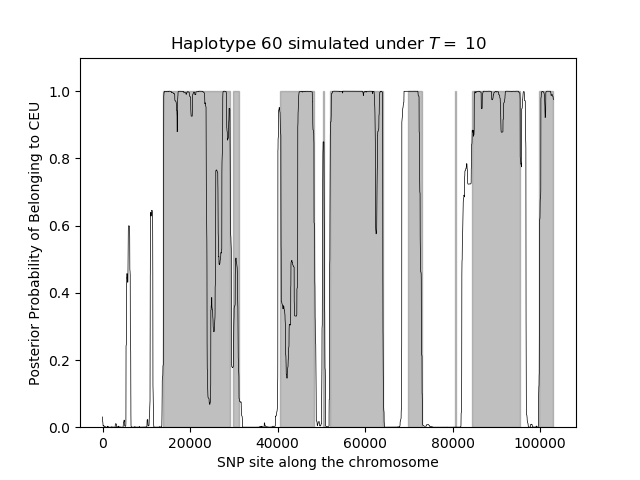 Haplotype 60 simulated under T = 10
Posterior Probability of Belonging to CEU
1.0
0.8
0.6
0.4
0.2
0.0
0 20000 40000 60000 80000 100000
SNP site along the chromosome